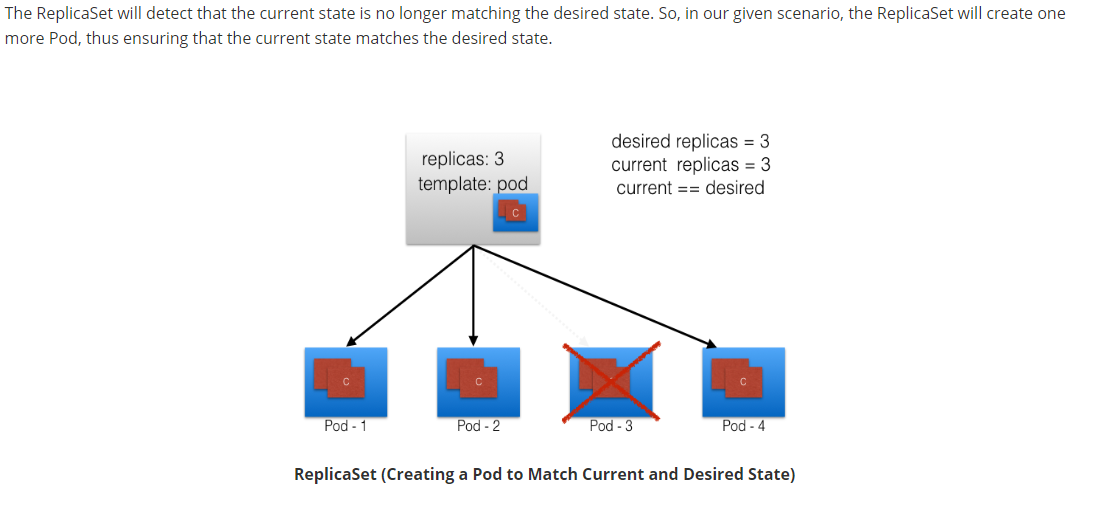 The ReplicaSet will detect that the current state is no longer matching the desired state. So, in our given scenario, the ReplicaSet will create one
more Pod, thus ensuring that the current state matches the desired state.
replicas: 3
template: pod
C
desired replicas = 3
current replicas = 3
current == desired
C
C
C
Pod - 1
Pod - 2
Pod - 3
Pod - 4
ReplicaSet (Creating a Pod to Match Current and Desired State)